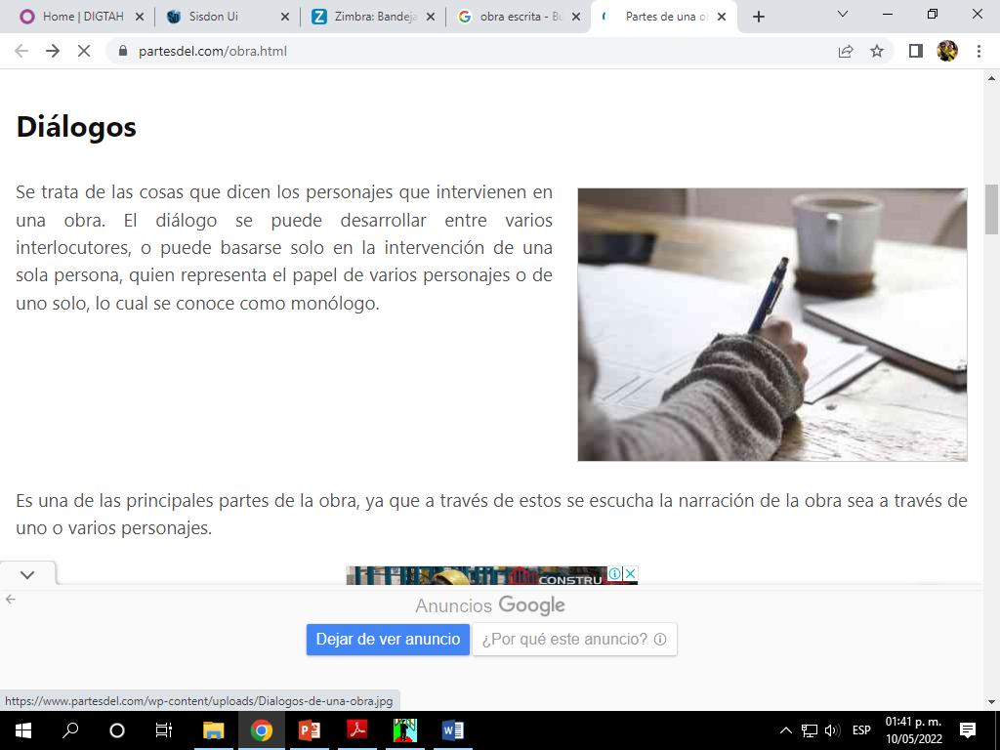 Home | DIGTAH
Sisdon Ui
Zimbra: Bandeja
obra escrita - Bú
Partes de una ob
partesdel.com/obra.html
Diálogos
Se trata de las cosas que dicen los personajes que intervienen en
una obra. El diálogo se puede desarrollar entre varios
interlocutores, o puede basarse solo en la intervención de una
sola persona, quien representa el papel de varios personajes o de
uno solo, lo cual se conoce como monólogo.
Es una de las principales partes de la obra, ya que a través de estos se escucha la narración de la obra sea a través de
uno o varios personajes.
CONSTRU
Anuncios Google
Dejar de ver anuncio
¿Por qué este anuncio?
https://www.partesdel.com/wp-content/uploads/Dialogos-de-una-obra.jpg
ESP
01:41 p. m.
10/05/2022